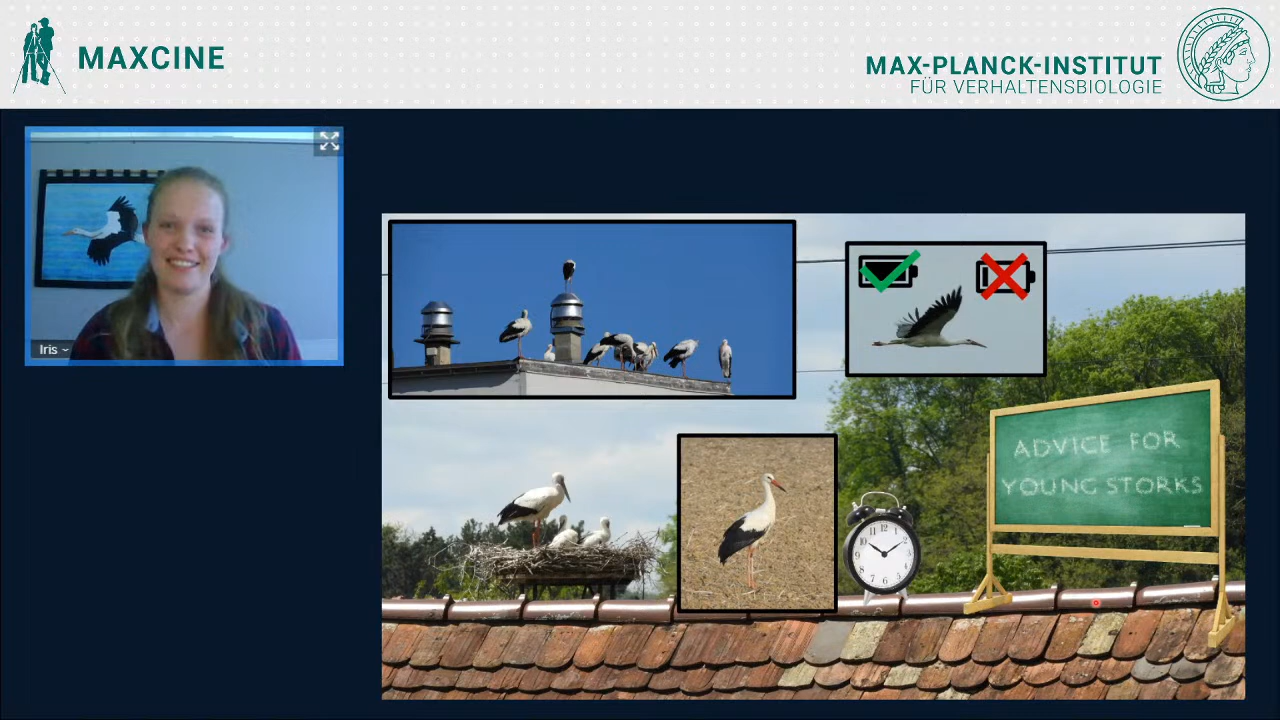 MAXCINE
MAX-PLANCK-INSTITUT
FÜR VERHALTENSBIOLOGIE
Iris
ADVICE FOR
YOUNG STORKS